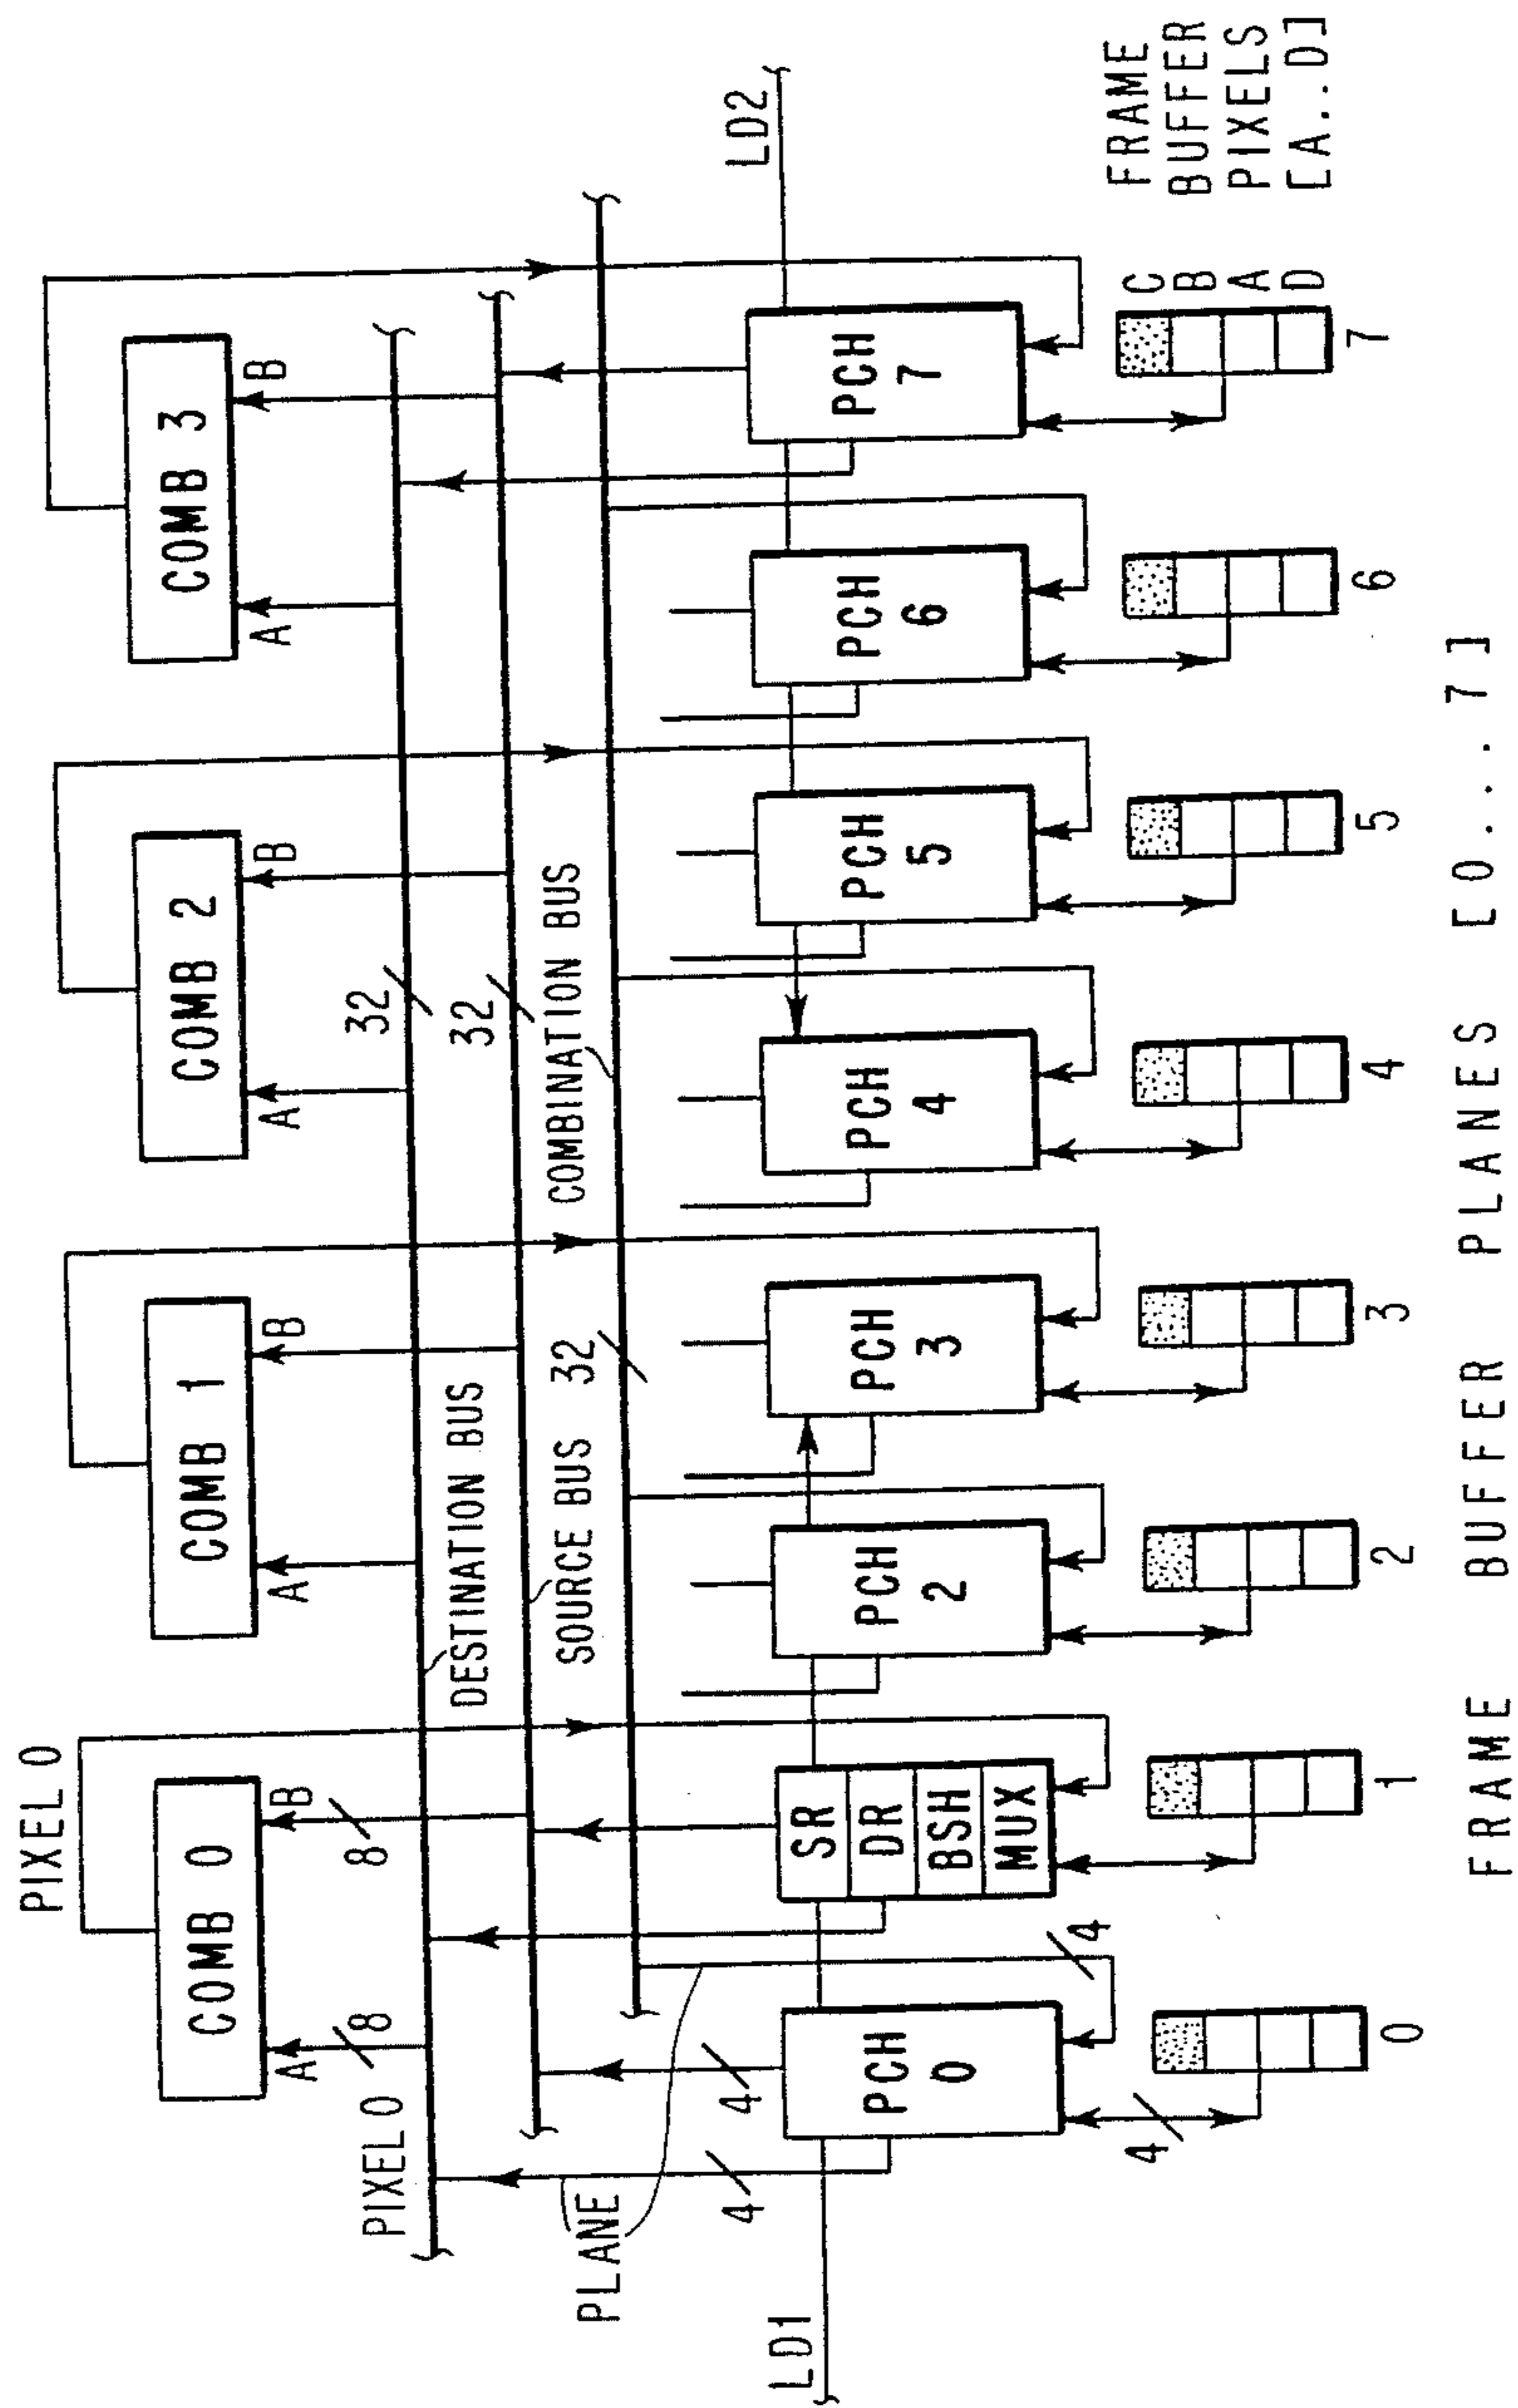 PIXEL 0
COMB 0
COMB 1
COMB 2
COMB 3
A
B
A
B
A
B
A
B
8
8
PIXEL 0
32
32
DESTINATION BUS
SOURCE BUS
32
COMBINATION BUS
PLANE
4
4
4
LD1
LD2
PCH 0
SR
DR
BSH
MUX
PCH 2
PCH 3
PCH 4
PCH 5
PCH 6
PCH 7
4
C
B
A
D
FRAME
BUFFER
PIXELS
[A..D]
0
1
2
3
4
5
6
7
FRAME BUFFER PLANES [0...7]